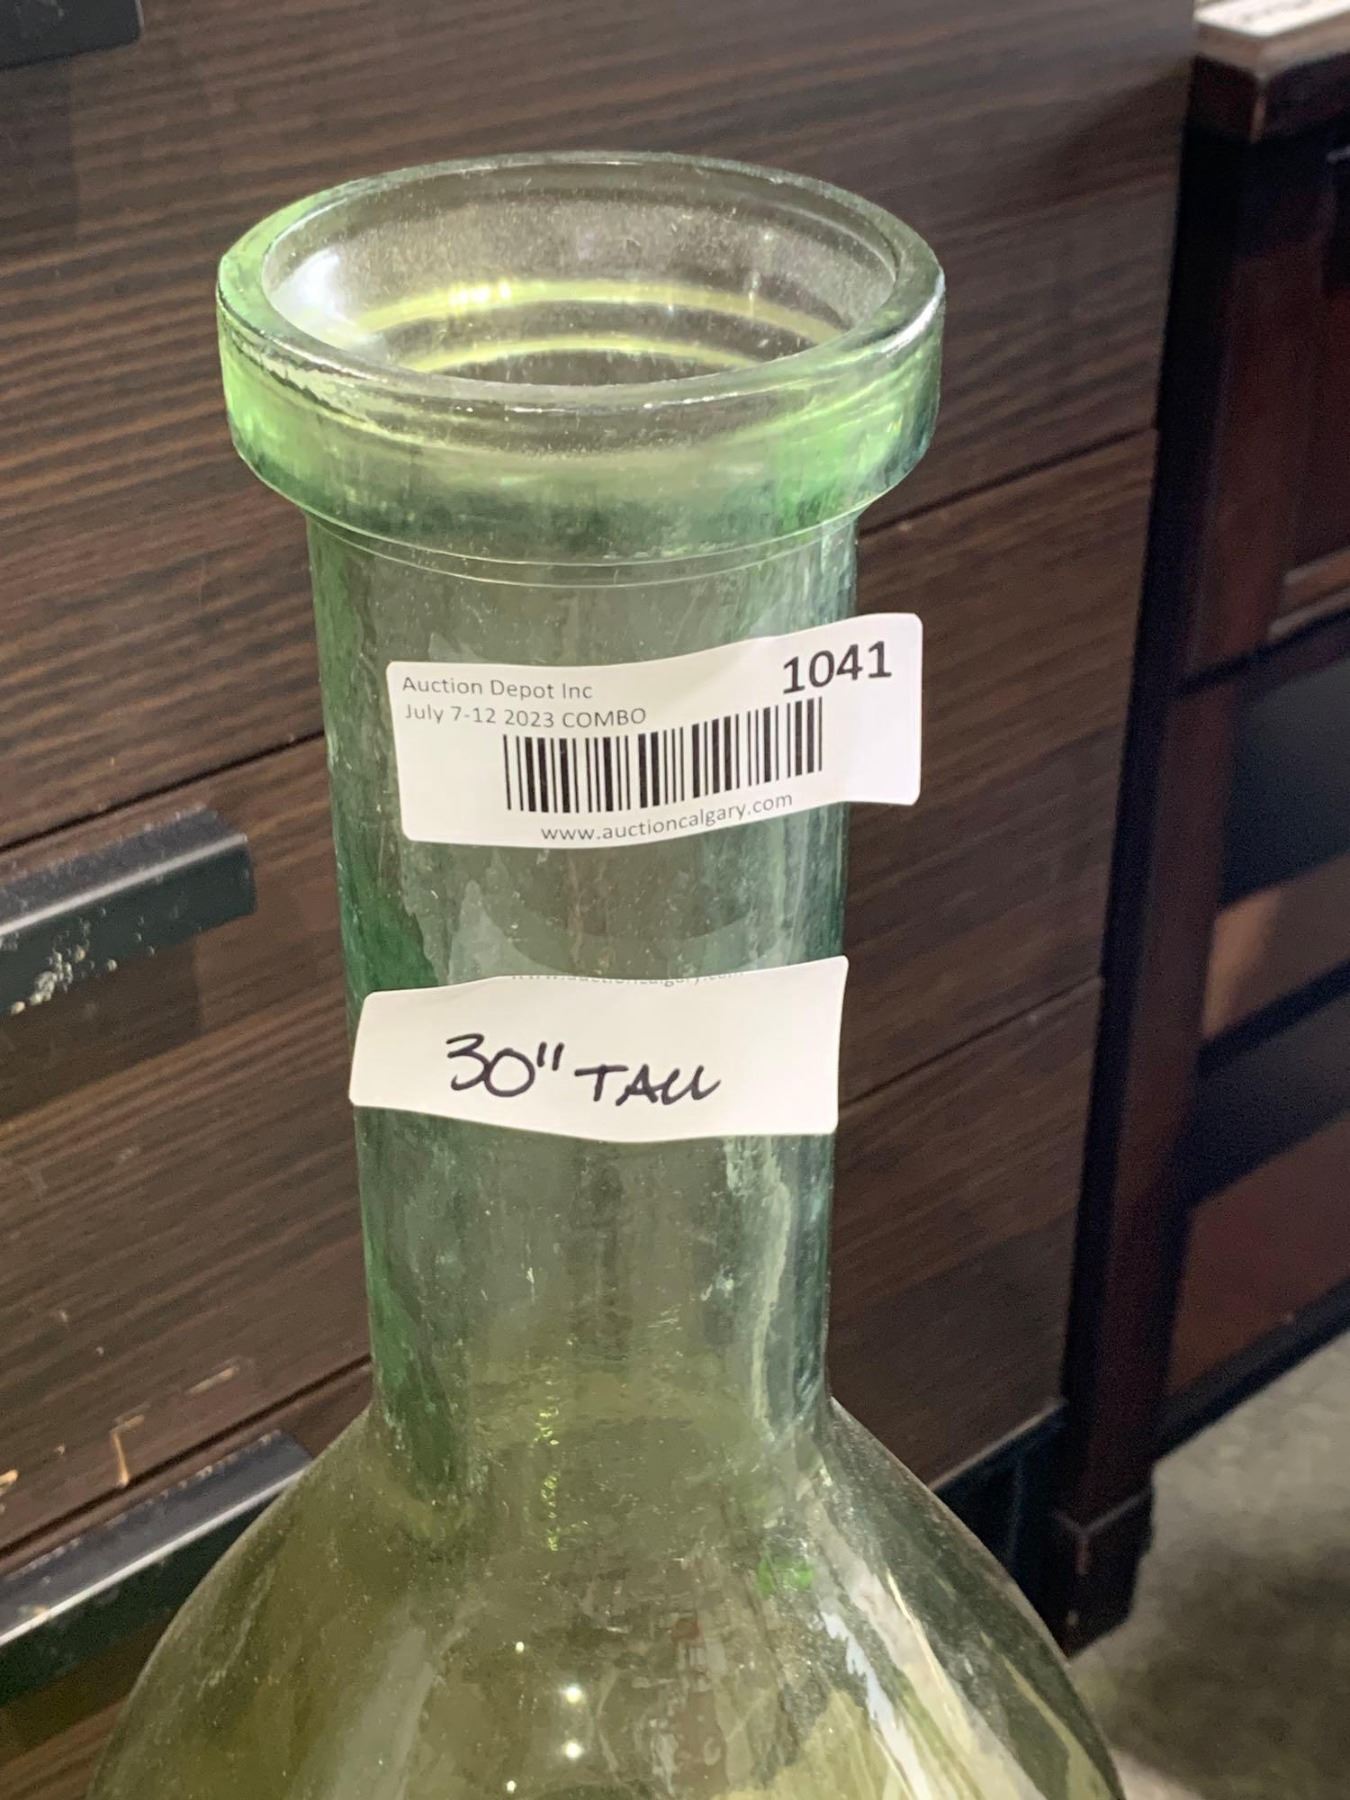 1041
Auction Depot Inc
July 7-12 2023 COMBO
www.auctioncalgary.com
30" TALL